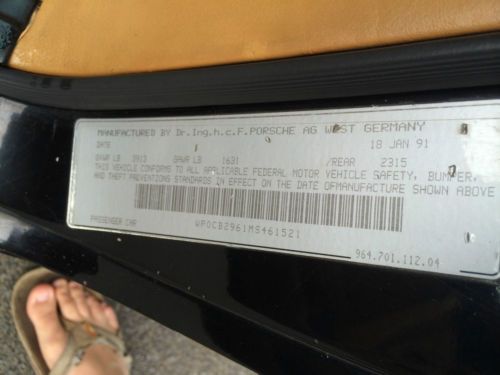 MANUFACTURED BY Dr.Ing.h.c.F.PORSCHE AG WEST GERMANY
DATE 18 JAN 91
GVWR LB 3913 GAWR LB 1631 /REAR 2315
THIS VEHICLE CONFORMS TO ALL APPLICABLE FEDERAL MOTOR VEHICLE SAFETY, BUMPER,
AND THEFT PREVENTION STANDARDS IN EFFECT ON THE DATE OF MANUFACTURE SHOWN ABOVE
PASSENGER CAR WP0CB2961MS461521
964.701.112.04